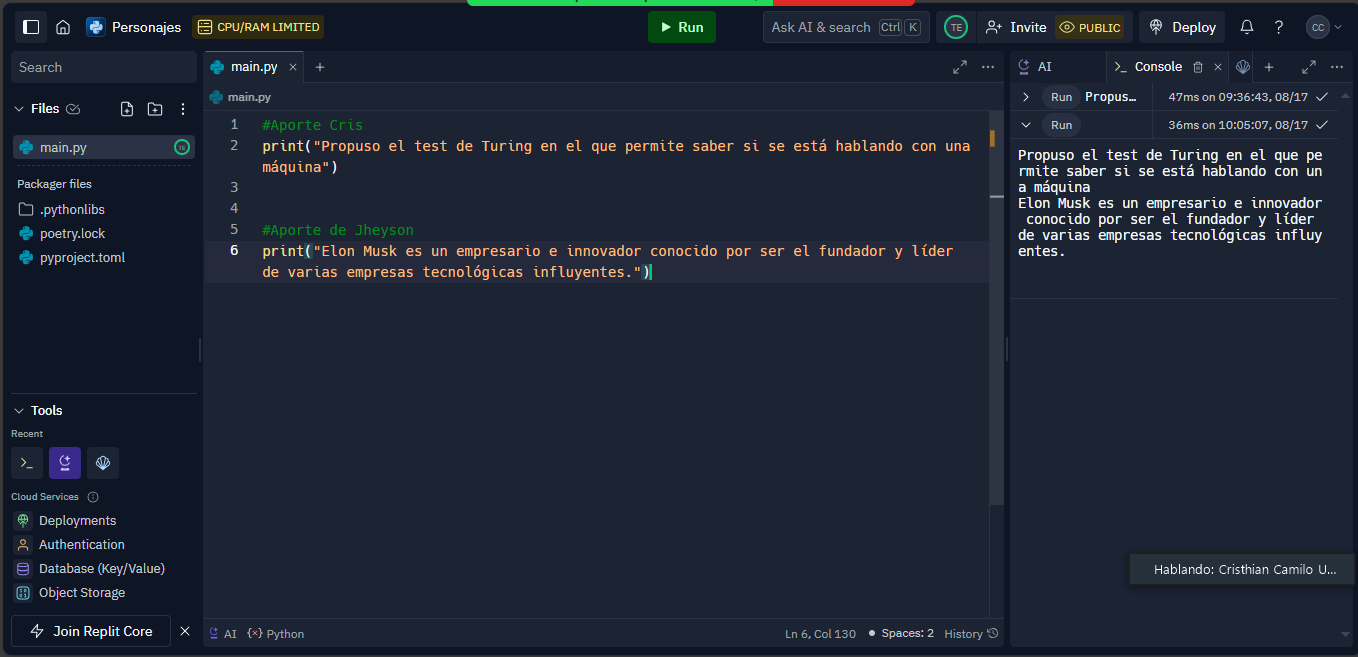 Personajes CPU/RAM LIMITED Run Ask AI & search Ctrl K TE Invite PUBLIC Deploy ? CC
Search
Files
main.py TE
Packager files
.pythonlibs
poetry.lock
pyproject.toml
Tools
Recent
Cloud Services
Deployments
Authentication
Database (Key/Value)
Object Storage
Join Replit Core
main.py
main.py
1 #Aporte Cris
2 print("Propuso el test de Turing en el que permite saber si se está hablando con una
máquina")
3
4
5 #Aporte de Jheyson
6 print("Elon Musk es un empresario e innovador conocido por ser el fundador y líder
de varias empresas tecnológicas influyentes.")
AI Python Ln 6, Col 130 Spaces: 2 History
AI Console
Run Propus... 47ms on 09:36:43, 08/17
Run 36ms on 10:05:07, 08/17
Propuso el test de Turing en el que pe
rmite saber si se está hablando con un
a máquina
Elon Musk es un empresario e innovador
conocido por ser el fundador y líder
de varias empresas tecnológicas influy
entes.
Hablando: Cristhian Camilo U...